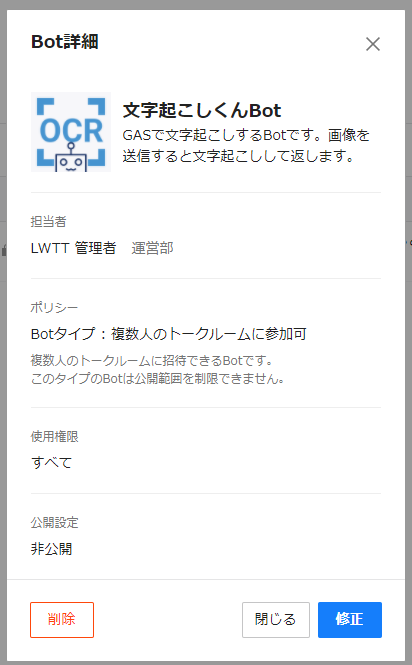 Bot詳細
OCR
文字起こしくんBot
GASで文字起こしするBotです。画像を
送信すると文字起こしして返します。
担当者
LWTT 管理者 運営部
ポリシー
Botタイプ : 複数人のトークルームに参加可
複数人のトークルームに招待できるBotです。
このタイプのBotは公開範囲を制限できません。
使用権限
すべて
公開設定
非公開
削除
閉じる
修正